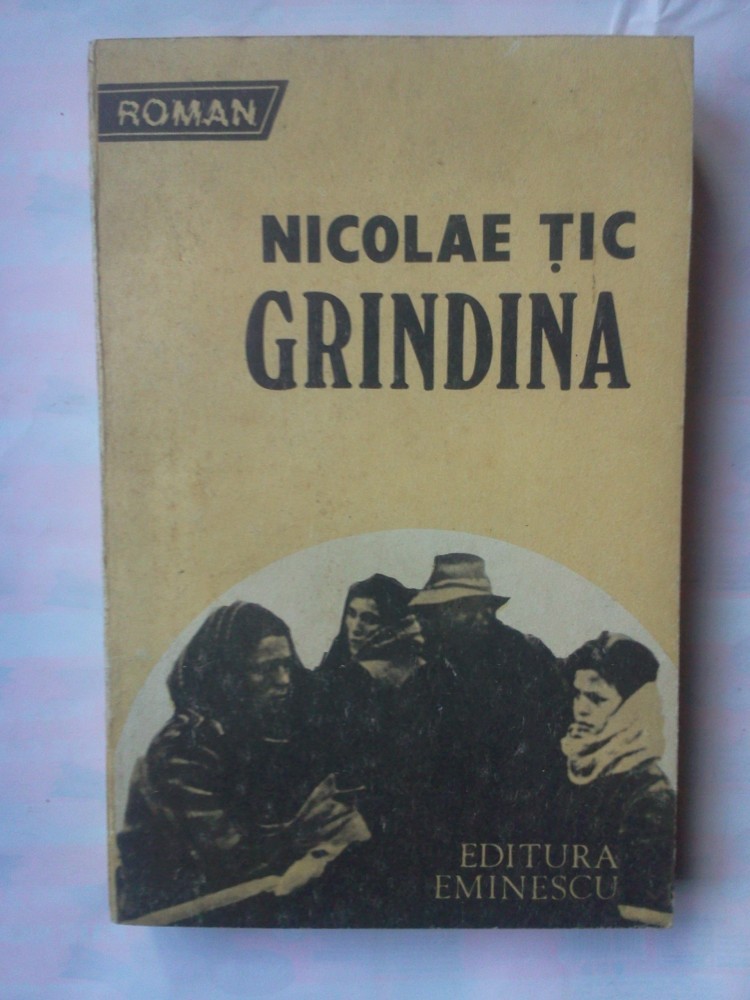 ROMAN
NICOLAE ȚIC
GRINDINA
EDITURA
EMINESCU